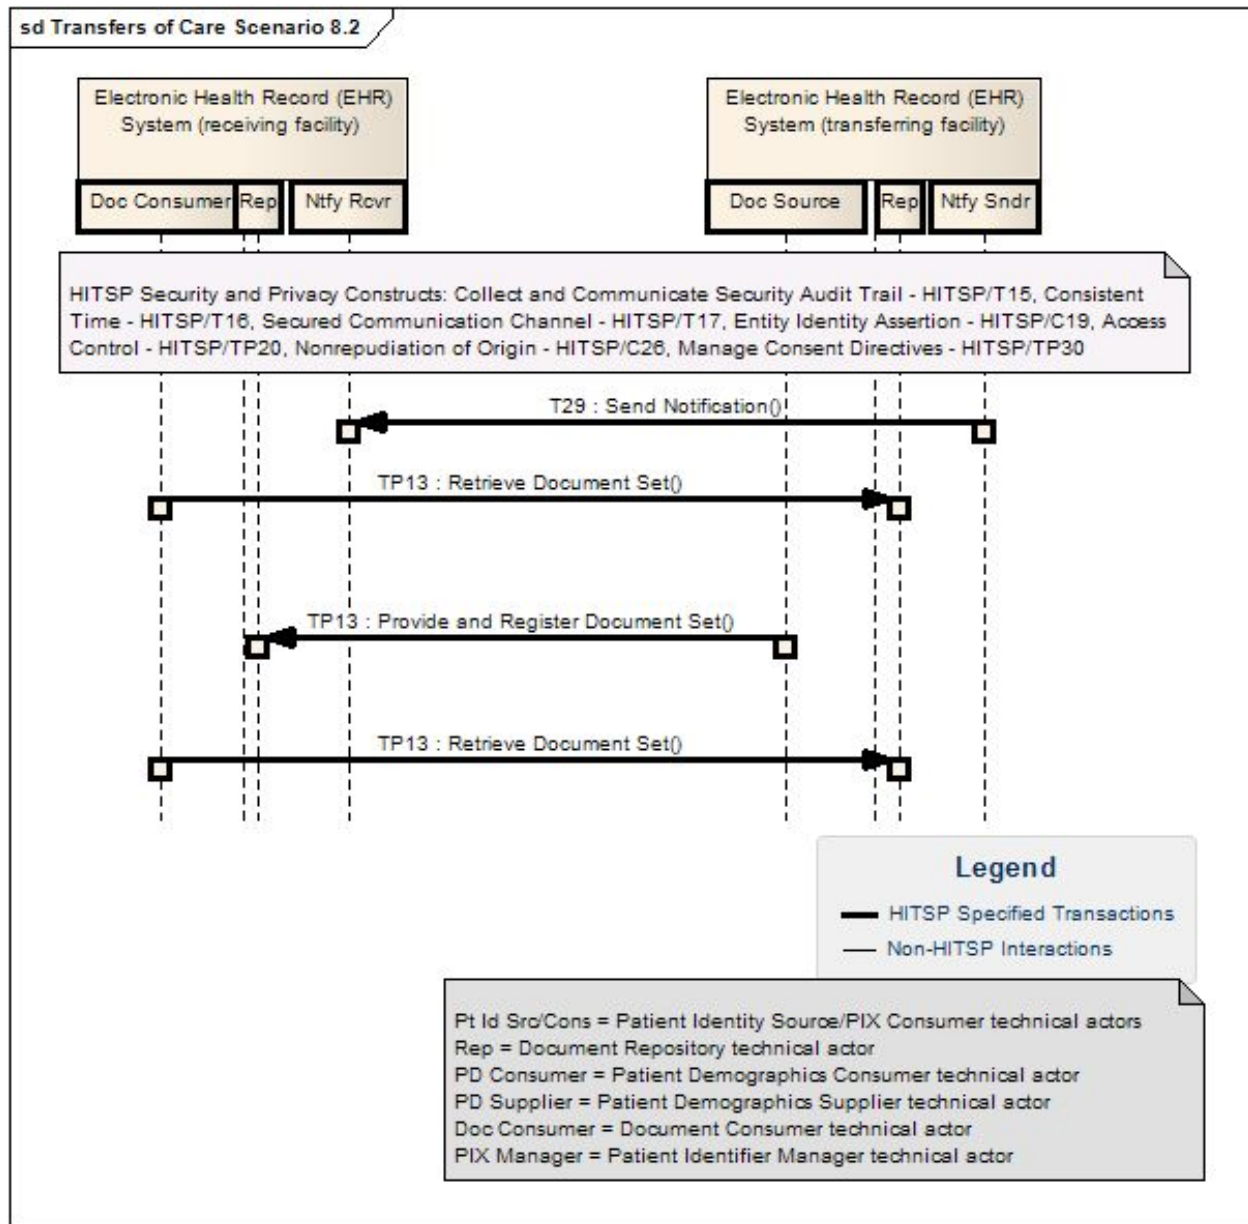 sd Transfers of Care Scenario 8.2
Electronic Health Record (EHR)
System (receiving facility)
Doc Consumer
Rep
Ntfy Rcvr
Electronic Health Record (EHR)
System (transferring facility)
Doc Source
Rep
Ntfy Sndr
HITSP Security and Privacy Constructs: Collect and Communicate Security Audit Trail - HITSP/T15, Consistent
Time - HITSP/T16, Secured Communication Channel - HITSP/T17, Entity Identity Assertion - HITSP/C19, Access
Control - HITSP/TP20, Nonrepudiation of Origin - HITSP/C26, Manage Consent Directives - HITSP/TP30
T29 : Send Notification()
TP13 : Retrieve Document Set()
TP13 : Provide and Register Document Set()
TP13 : Retrieve Document Set()
Legend
HITSP Specified Transactions
Non-HITSP Interactions
Pt Id Src/Cons = Patient Identity Source/PIX Consumer technical actors
Rep = Document Repository technical actor
PD Consumer = Patient Demographics Consumer technical actor
PD Supplier = Patient Demographics Supplier technical actor
Doc Consumer = Document Consumer technical actor
PIX Manager = Patient Identifier Manager technical actor